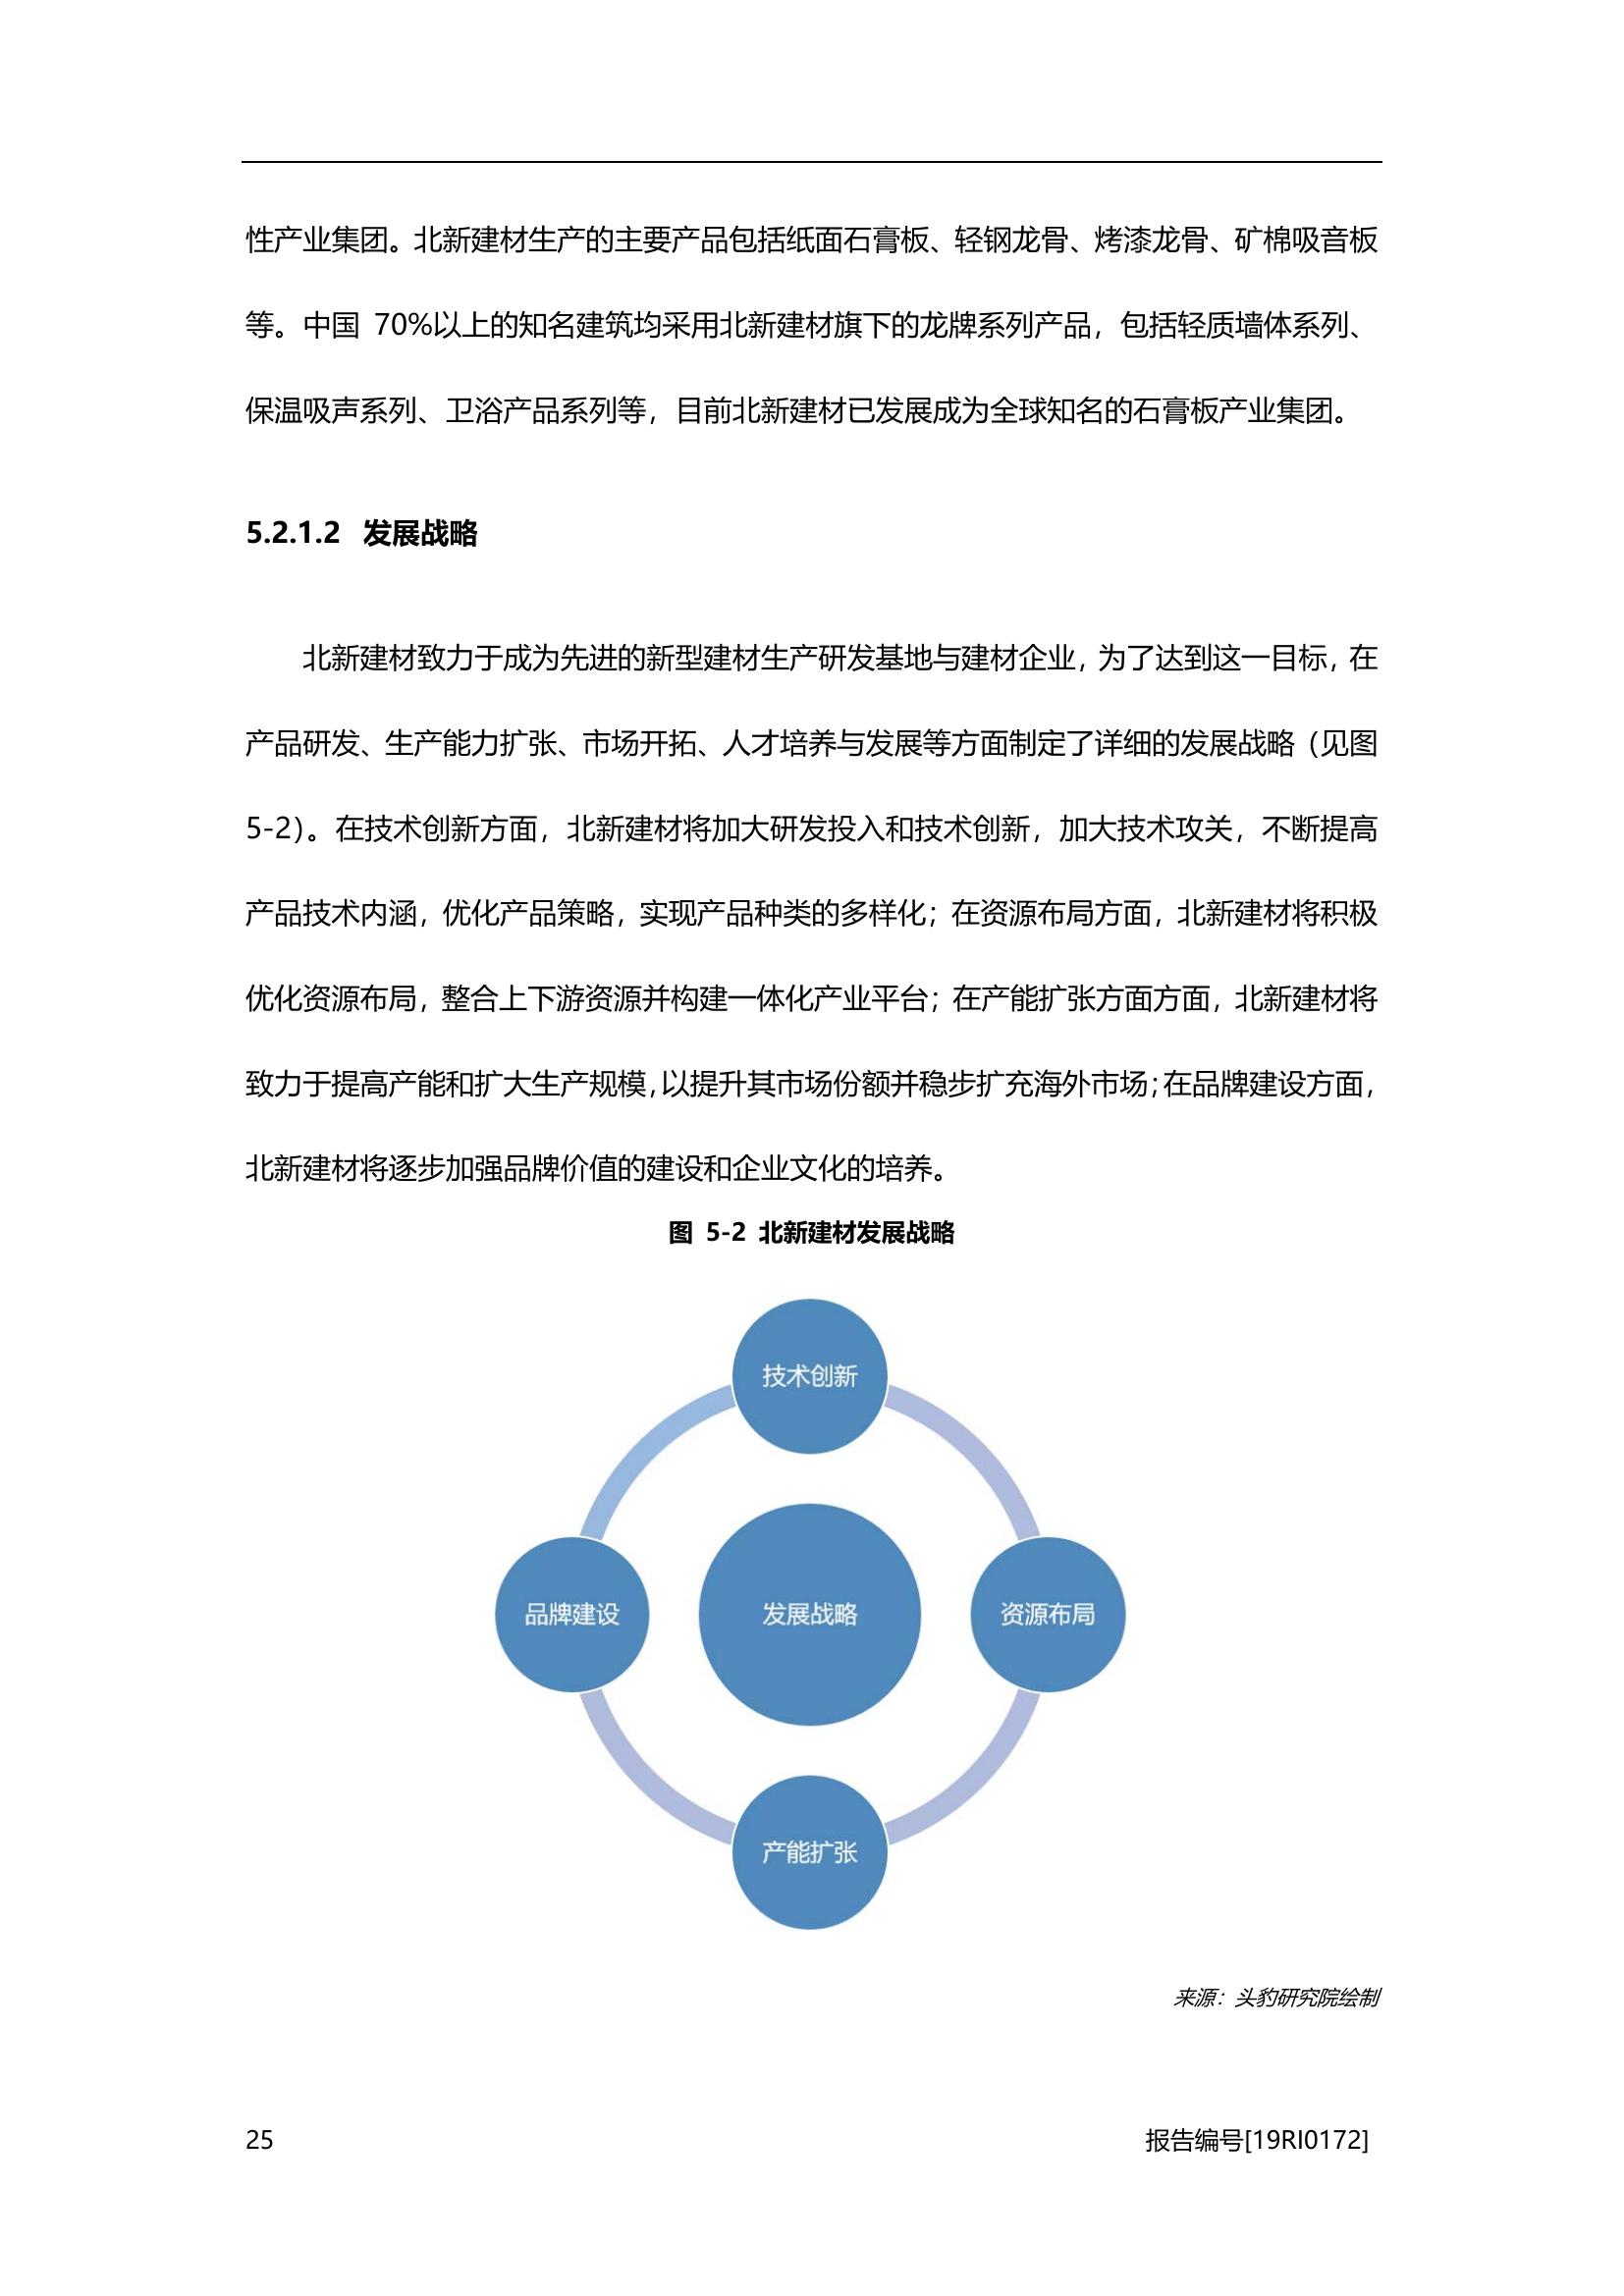 性产业集团。北新建材生产的主要产品包括纸面石膏板、轻钢龙骨、烤漆龙骨、矿棉吸音板
等。中国 70%以上的知名建筑均采用北新建材旗下的龙牌系列产品，包括轻质墙体系列、
保温吸声系列、卫浴产品系列等，目前北新建材已发展成为全球知名的石膏板产业集团。
5.2.1.2 发展战略
北新建材致力于成为先进的新型建材生产研发基地与建材企业，为了达到这一目标，在
产品研发、生产能力扩张、市场开拓、人才培养与发展等方面制定了详细的发展战略（见图
5-2）。在技术创新方面，北新建材将加大研发投入和技术创新，加大技术攻关，不断提高
产品技术内涵，优化产品策略，实现产品种类的多样化；在资源布局方面，北新建材将积极
优化资源布局，整合上下游资源并构建一体化产业平台；在产能扩张方面方面，北新建材将
致力于提高产能和扩大生产规模，以提升其市场份额并稳步扩充海外市场；在品牌建设方面，
北新建材将逐步加强品牌价值的建设和企业文化的培养。
图 5-2 北新建材发展战略
技术创新
品牌建设
发展战略
资源布局
产能扩张
来源：头豹研究院绘制
25
报告编号[19RI0172]